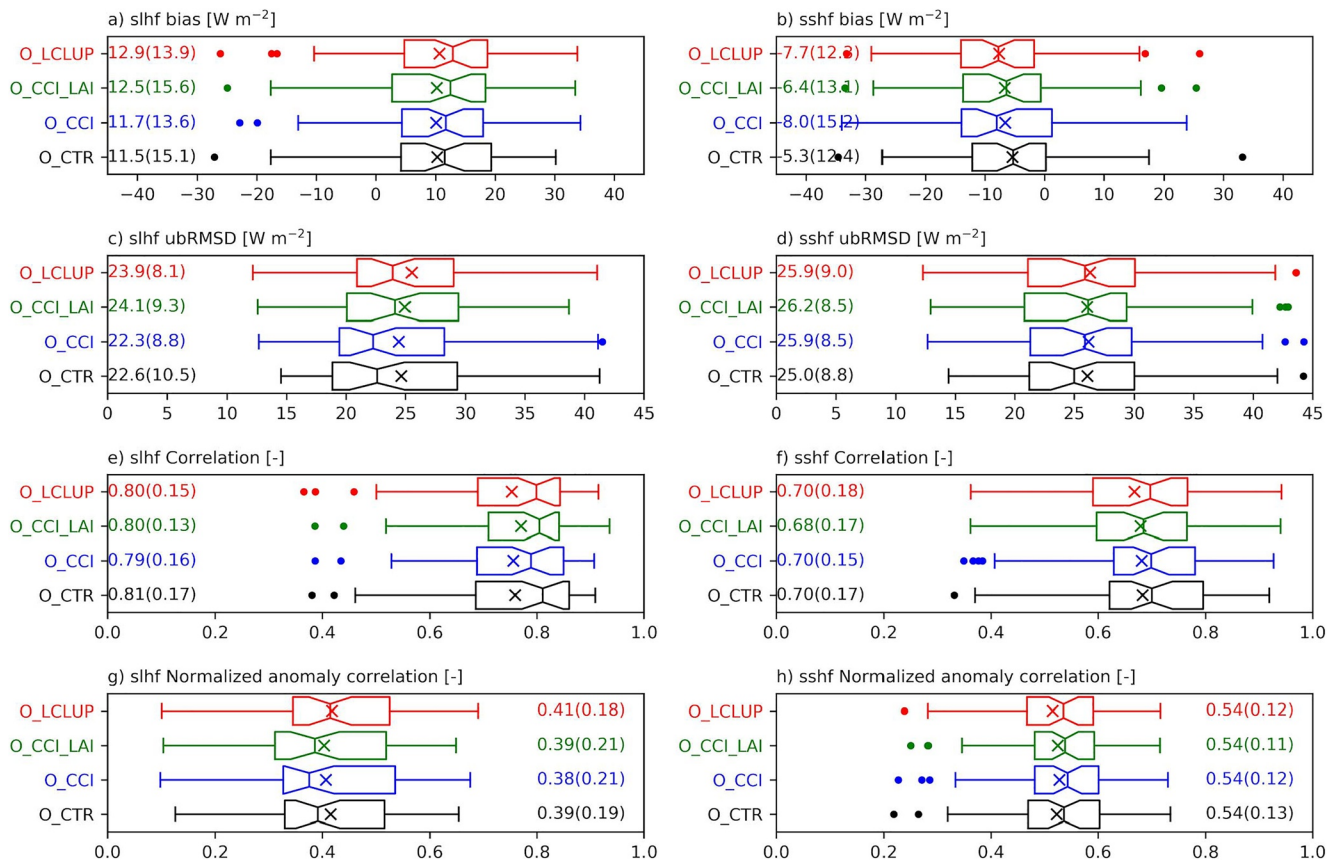 a) slhf bias [W m⁻²]
O_LCLUP 12.9(13.9)
O_CCI_LAI 12.5(15.6)
O_CCI 11.7(13.6)
O_CTR 11.5(15.1)
−40 −30 −20 −10 0 10 20 30 40
b) sshf bias [W m⁻²]
O_LCLUP -7.7(12.3)
O_CCI_LAI -6.4(13.1)
O_CCI -8.0(15.2)
O_CTR -5.3(12.4)
−40 −30 −20 −10 0 10 20 30 40
c) slhf ubRMSD [W m⁻²]
O_LCLUP 23.9(8.1)
O_CCI_LAI 24.1(9.3)
O_CCI 22.3(8.8)
O_CTR 22.6(10.5)
0 5 10 15 20 25 30 35 40 45
d) sshf ubRMSD [W m⁻²]
O_LCLUP 25.9(9.0)
O_CCI_LAI 26.2(8.5)
O_CCI 25.9(8.5)
O_CTR 25.0(8.8)
0 5 10 15 20 25 30 35 40 45
e) slhf Correlation [-]
O_LCLUP 0.80(0.15)
O_CCI_LAI 0.80(0.13)
O_CCI 0.79(0.16)
O_CTR 0.81(0.17)
0.0 0.2 0.4 0.6 0.8 1.0
f) sshf Correlation [-]
O_LCLUP 0.70(0.18)
O_CCI_LAI 0.68(0.17)
O_CCI 0.70(0.15)
O_CTR 0.70(0.17)
0.0 0.2 0.4 0.6 0.8 1.0
g) slhf Normalized anomaly correlation [-]
O_LCLUP 0.41(0.18)
O_CCI_LAI 0.39(0.21)
O_CCI 0.38(0.21)
O_CTR 0.39(0.19)
0.0 0.2 0.4 0.6 0.8 1.0
h) sshf Normalized anomaly correlation [-]
O_LCLUP 0.54(0.12)
O_CCI_LAI 0.54(0.11)
O_CCI 0.54(0.12)
O_CTR 0.54(0.13)
0.0 0.2 0.4 0.6 0.8 1.0